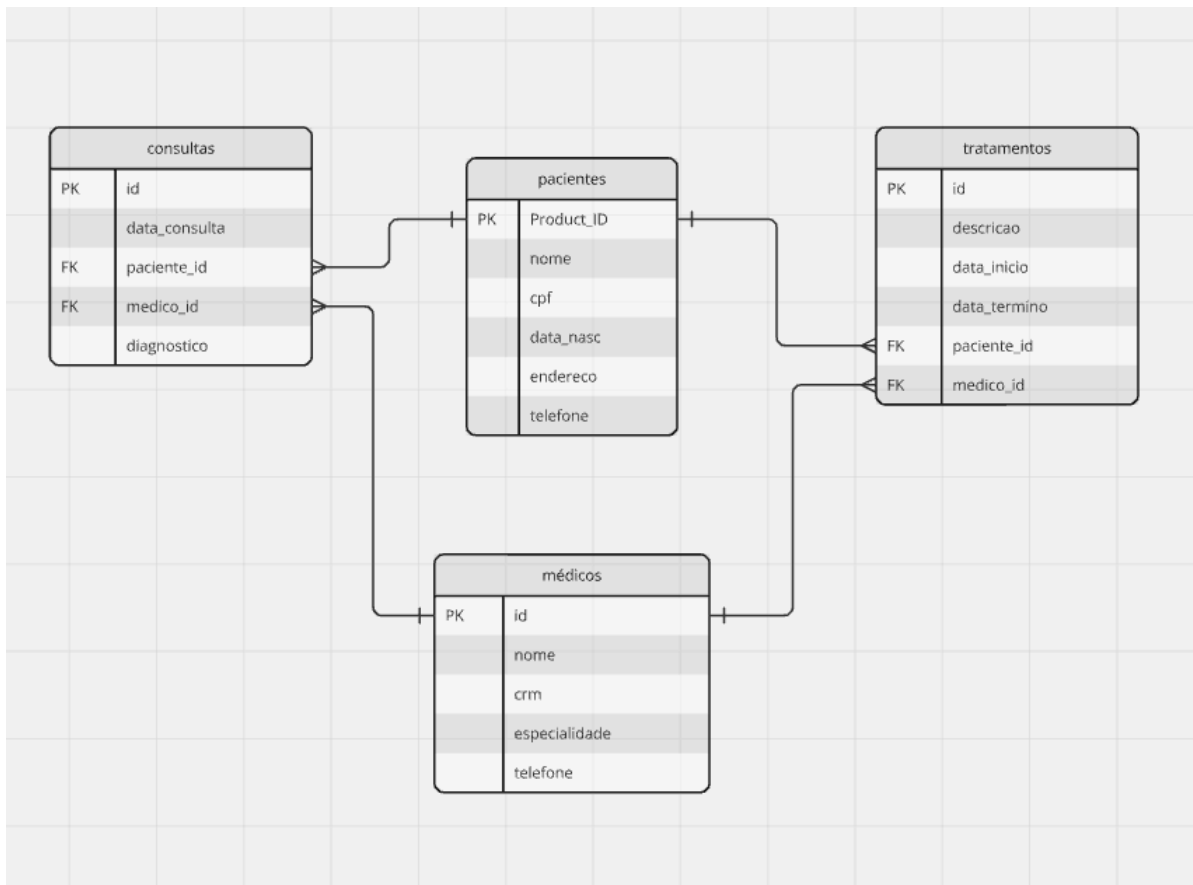 consultas
PK id
data_consulta
FK paciente_id
FK medico_id
diagnostico
pacientes
PK Product_ID
nome
cpf
data_nasc
endereco
telefone
tratamentos
PK id
descricao
data_inicio
data_termino
FK paciente_id
FK medico_id
médicos
PK id
nome
crm
especialidade
telefone